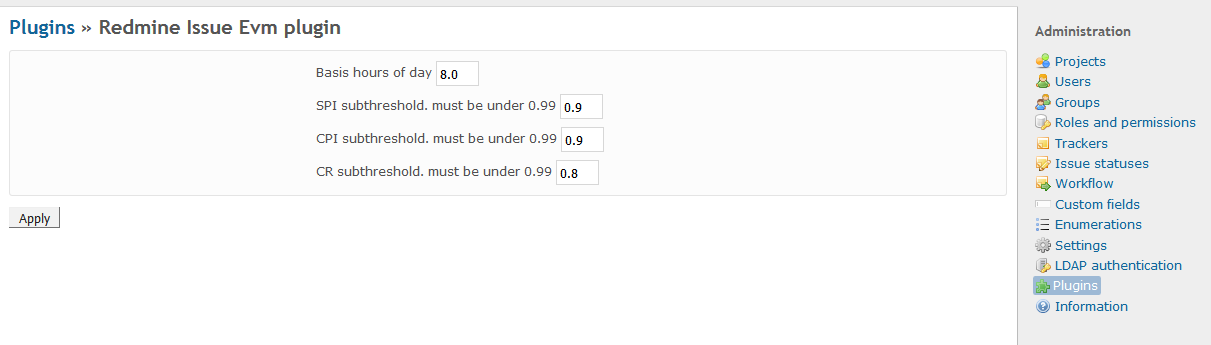 Plugins » Redmine Issue Evm plugin
Basis hours of day 8.0
SPI subthreshold. must be under 0.99 0.9
CPI subthreshold. must be under 0.99 0.9
CR subthreshold. must be under 0.99 0.8
Apply
Administration
Projects
Users
Groups
Roles and permissions
Trackers
Issue statuses
Workflow
Custom fields
Enumerations
Settings
LDAP authentication
Plugins
Information